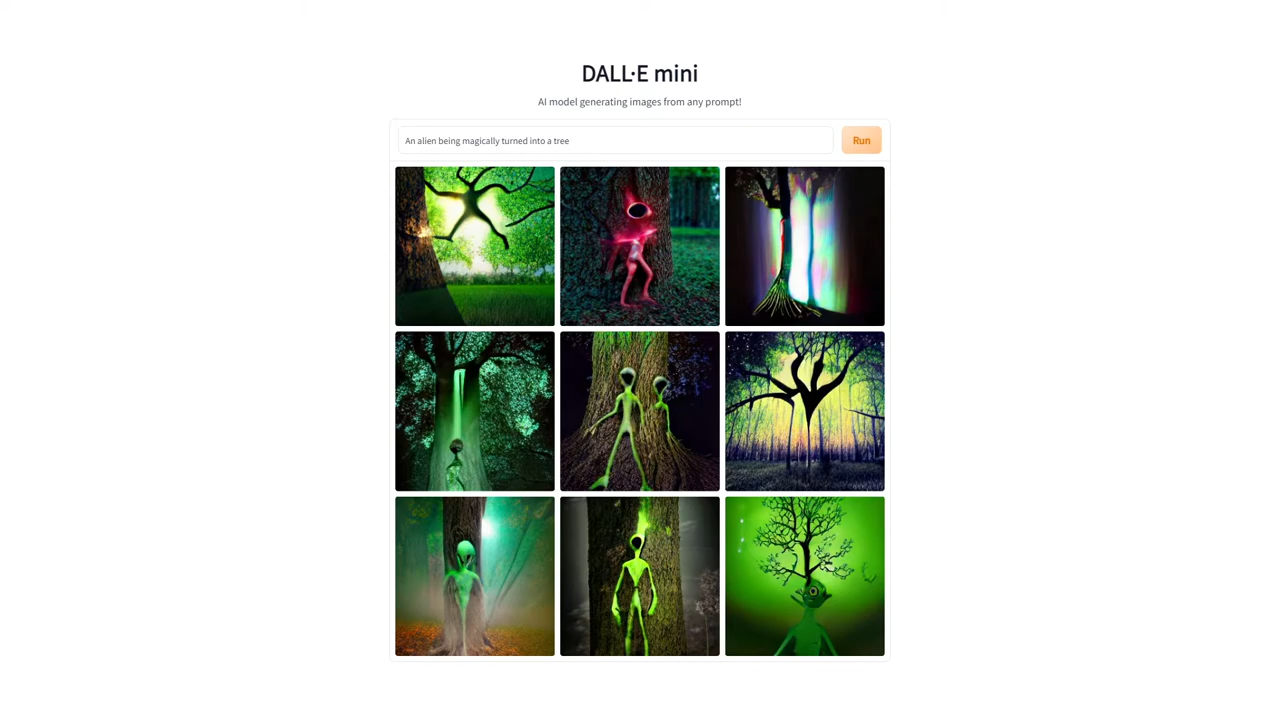 DALL·E mini
AI model generating images from any prompt!
An alien being magically turned into a tree
Run